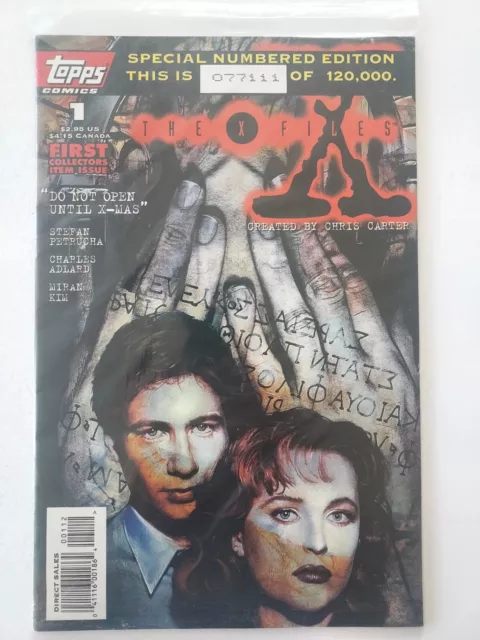 SPECIAL NUMBERED EDITION
THIS IS 077111 OF 120,000.
Topps
COMICS
1
$2.95 US
$4.15 CANADA
FIRST
COLLECTORS
ITEM ISSUE
THE X FILES
X
CREATED BY CHRIS CARTER
"DO NOT OPEN
UNTIL X-MAS"
STEFAN
PETRUCHA
CHARLES
ADLARD
MIRAN
KIM
00112
DIRECT SALES